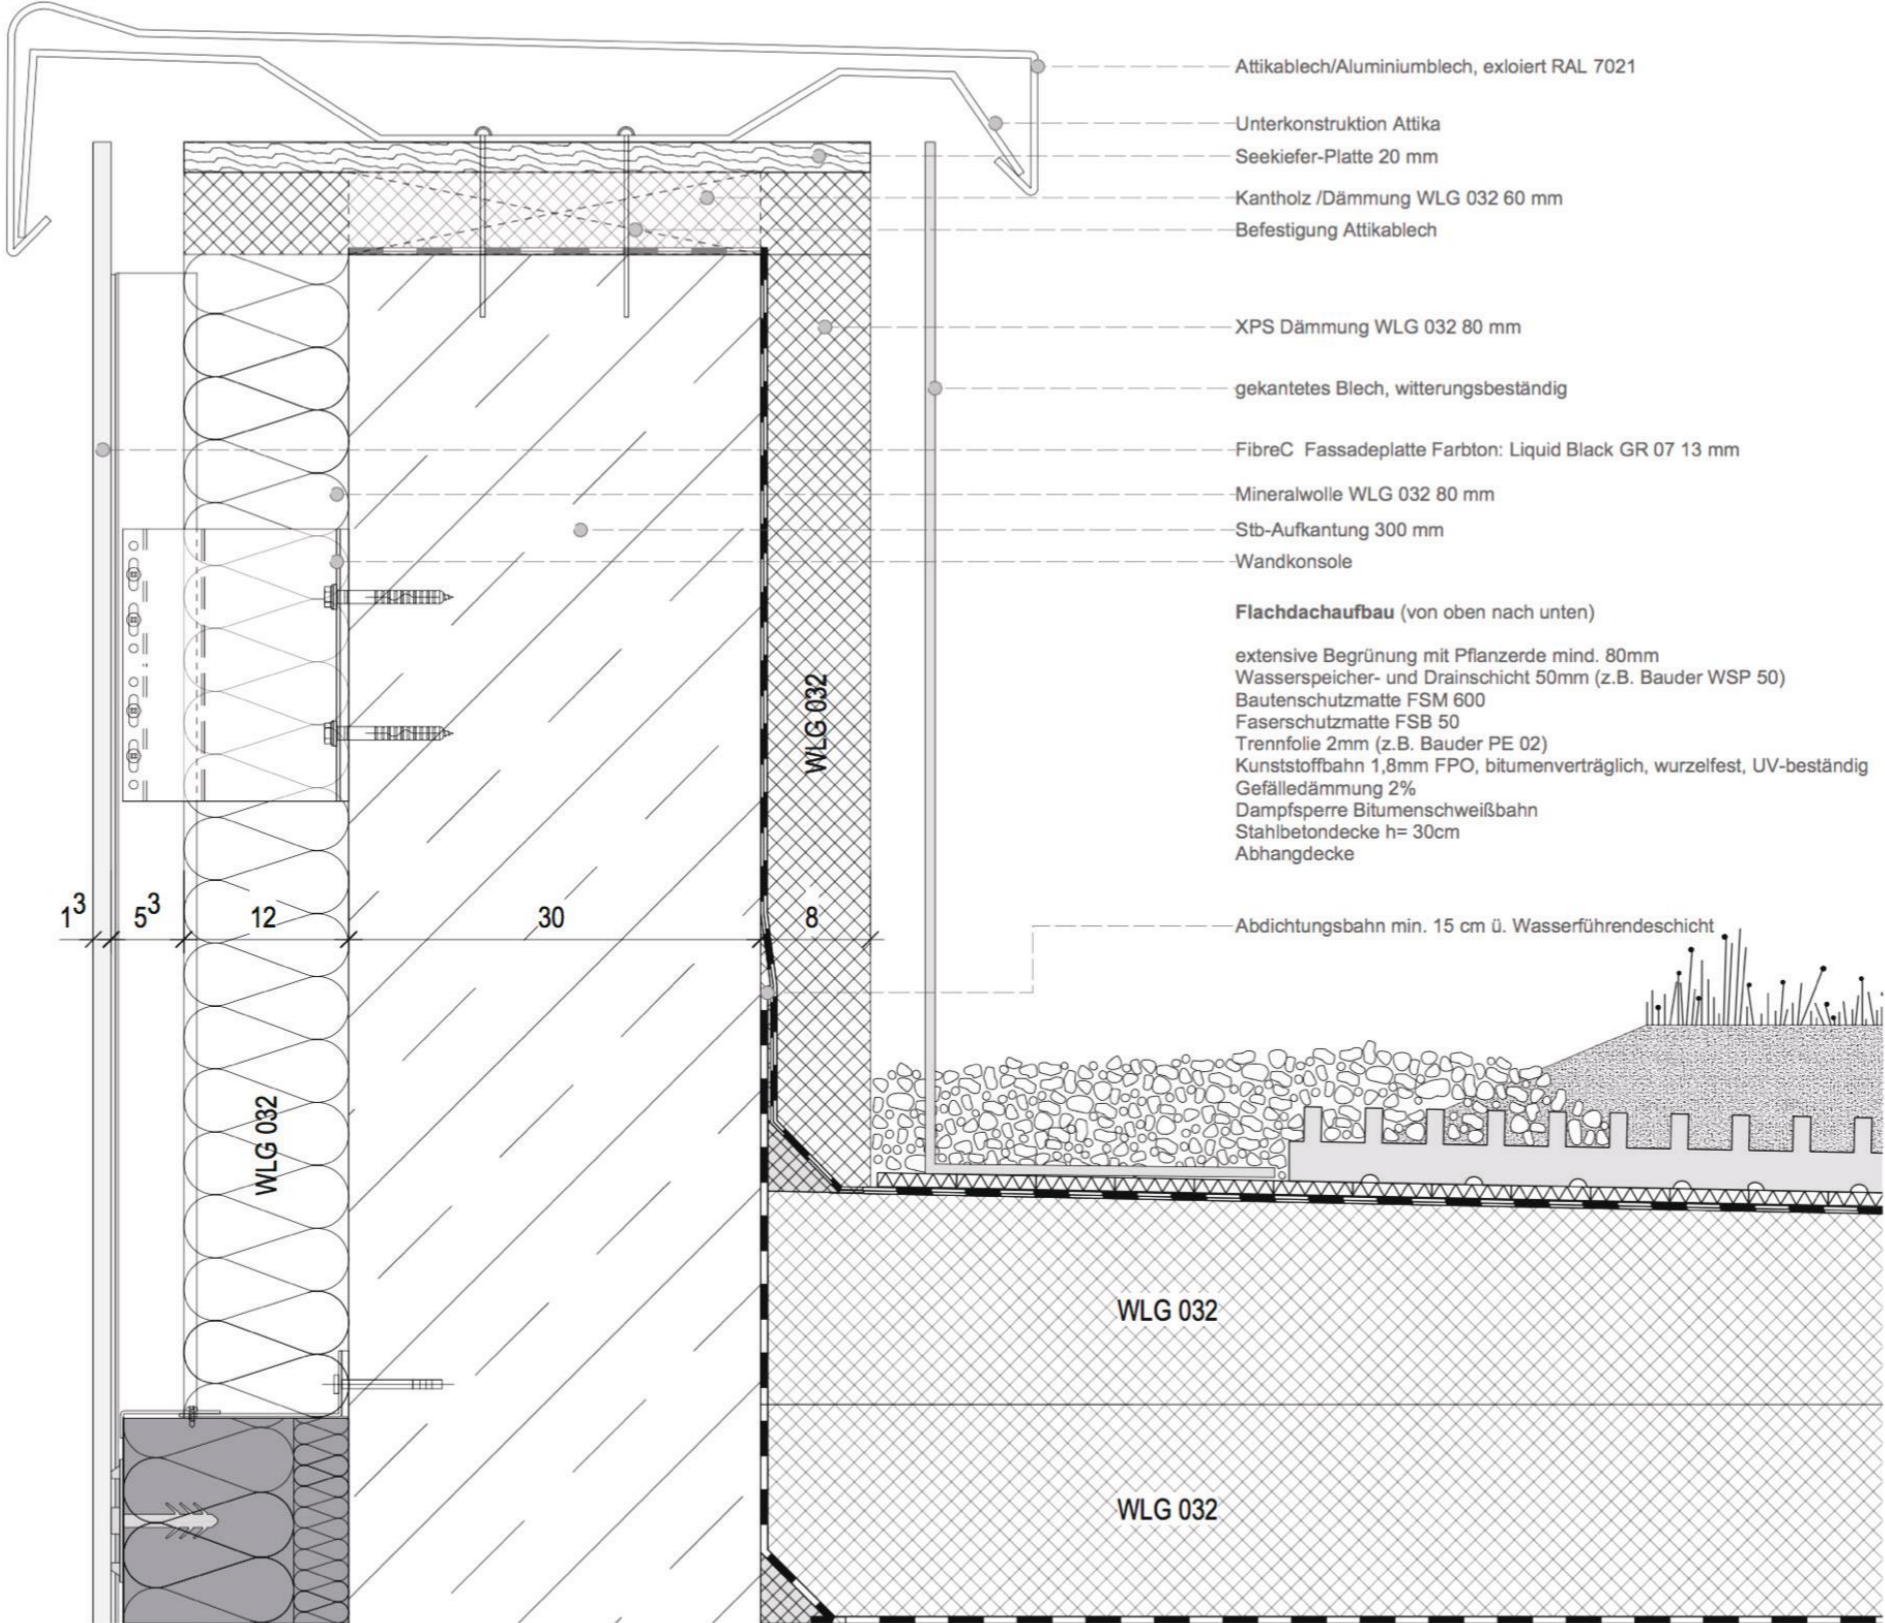 Attikablech/Aluminiumblech, exloiert RAL 7021
Unterkonstruktion Attika
Seekiefer-Platte 20 mm
Kantholz /Dämmung WLG 032 60 mm
Befestigung Attikablech
XPS Dämmung WLG 032 80 mm
gekantetes Blech, witterungsbeständig
FibreC Fassadeplatte Farbton: Liquid Black GR 07 13 mm
Mineralwolle WLG 032 80 mm
Stb-Aufkantung 300 mm
Wandkonsole
Flachdachaufbau (von oben nach unten)
extensive Begrünung mit Pflanzerde mind. 80mm
Wasserspeicher- und Drainschicht 50mm (z.B. Bauder WSP 50)
Bautenschutzmatte FSM 600
Faserschutzmatte FSB 50
Trennfolie 2mm (z.B. Bauder PE 02)
Kunststoffbahn 1,8mm FPO, bitumenverträglich, wurzelfest, UV-beständig
Gefälledämmung 2%
Dampfsperre Bitumenschweißbahn
Stahlbetondecke h= 30cm
Abhangdecke
WLG 032
1³ 5³ 12 30 8
Abdichtungsbahn min. 15 cm ü. Wasserführendeschicht
WLG 032
WLG 032
WLG 032